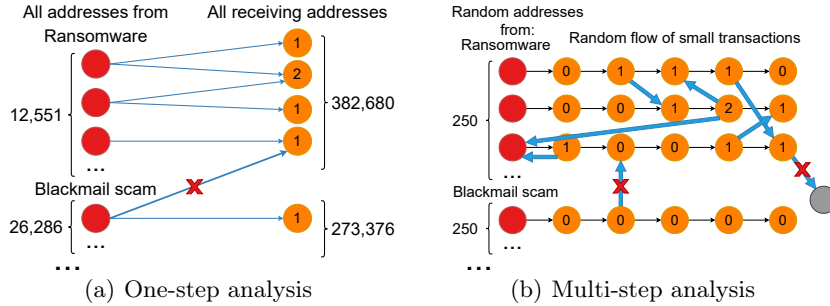 All addresses from
Ransomware
All receiving addresses
1
2
12,551
1
382,680
1
...
Blackmail scam
26,286
1
273,376
...
...
(a) One-step analysis
Random addresses
from:
Ransomware
Random flow of small transactions
0 1 1 1 0
250
0 0 1 2 1
1 0 0 1 1
...
Blackmail scam
250
0 0 0 0 0
...
...
(b) Multi-step analysis